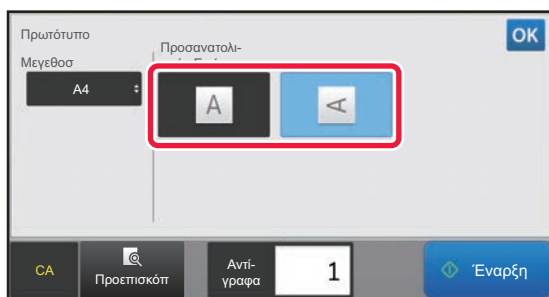 Πρωτότυπο
Μεγεθοσ
A4
Προσανατολι-
OK
A
A
CA
Προεπισκόπ
Αντί-
γραφα
1
Έναρξη